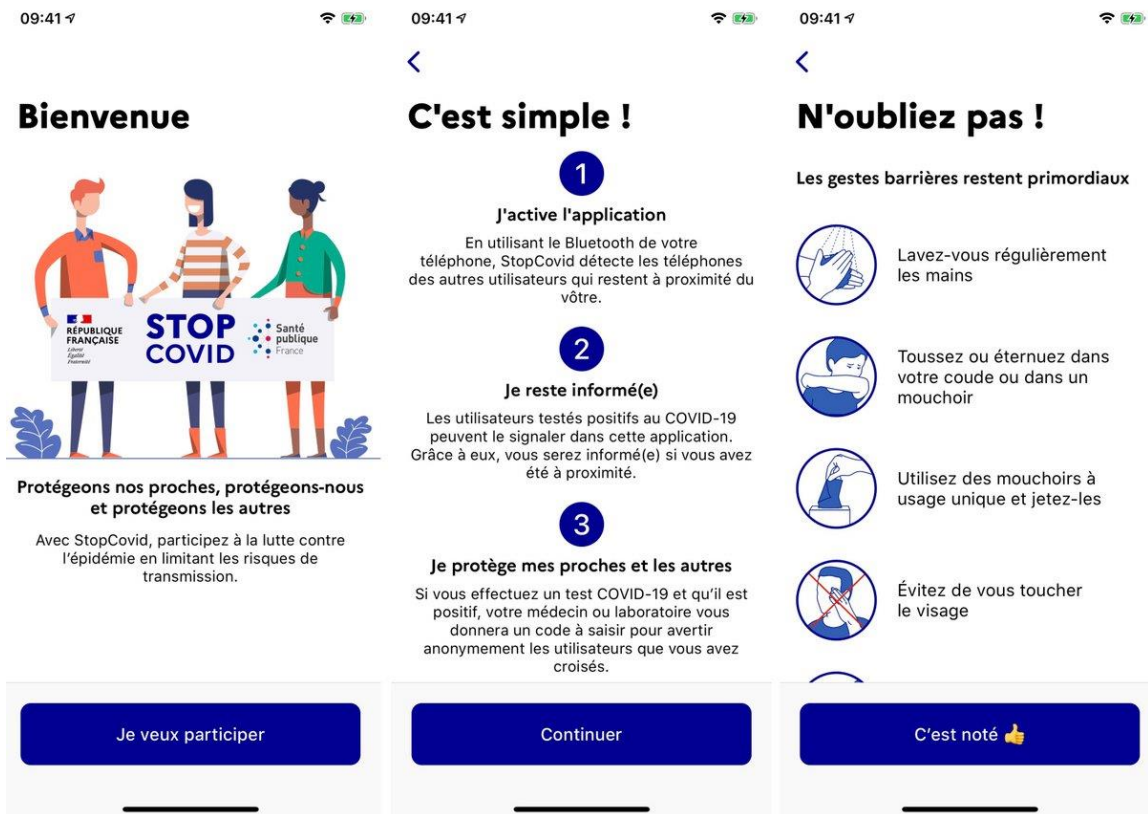 09:41
Bienvenue
RÉPUBLIQUE
FRANÇAISE
Liberté
Égalité
Fraternité
STOP
COVID
Santé
publique
France
Protégeons nos proches, protégeons-nous
et protégeons les autres
Avec StopCovid, participez à la lutte contre
l'épidémie en limitant les risques de
transmission.
Je veux participer
09:41
C'est simple !
1
J'active l'application
En utilisant le Bluetooth de votre
téléphone, StopCovid détecte les téléphones
des autres utilisateurs qui restent à proximité du
vôtre.
2
Je reste informé(e)
Les utilisateurs testés positifs au COVID-19
peuvent le signaler dans cette application.
Grâce à eux, vous serez informé(e) si vous avez
été à proximité.
3
Je protège mes proches et les autres
Si vous effectuez un test COVID-19 et qu'il est
positif, votre médecin ou laboratoire vous
donnera un code à saisir pour avertir
anonymement les utilisateurs que vous avez
croisés.
Continuer
09:41
N'oubliez pas !
Les gestes barrières restent primordiaux
Lavez-vous régulièrement
les mains
Toussez ou éternuez dans
votre coude ou dans un
mouchoir
Utilisez des mouchoirs à
usage unique et jetez-les
Évitez de vous toucher
le visage
C'est noté 👍